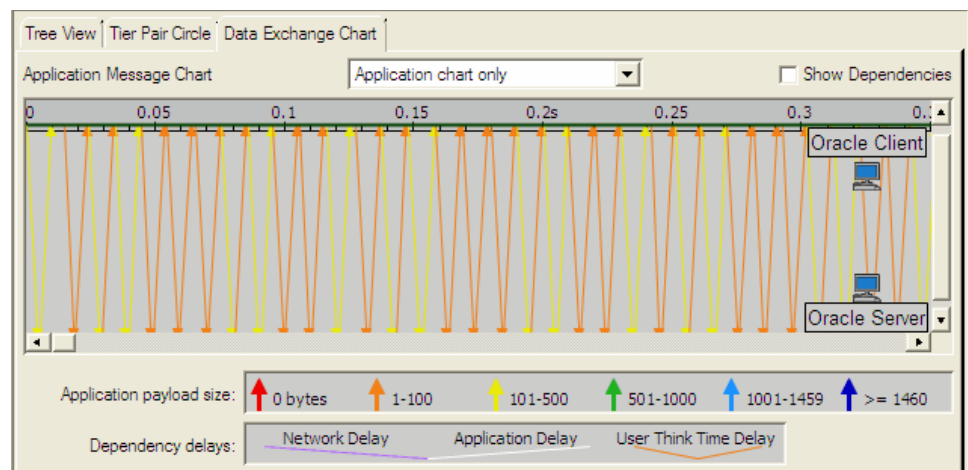 Tree View Tier Pair Circle Data Exchange Chart
Application Message Chart Application chart only Show Dependencies
0 0.05 0.1 0.15 0.2s 0.25 0.3
Oracle Client
Oracle Server
Application payload size: 0 bytes 1-100 101-500 501-1000 1001-1459 >= 1460
Dependency delays: Network Delay Application Delay User Think Time Delay